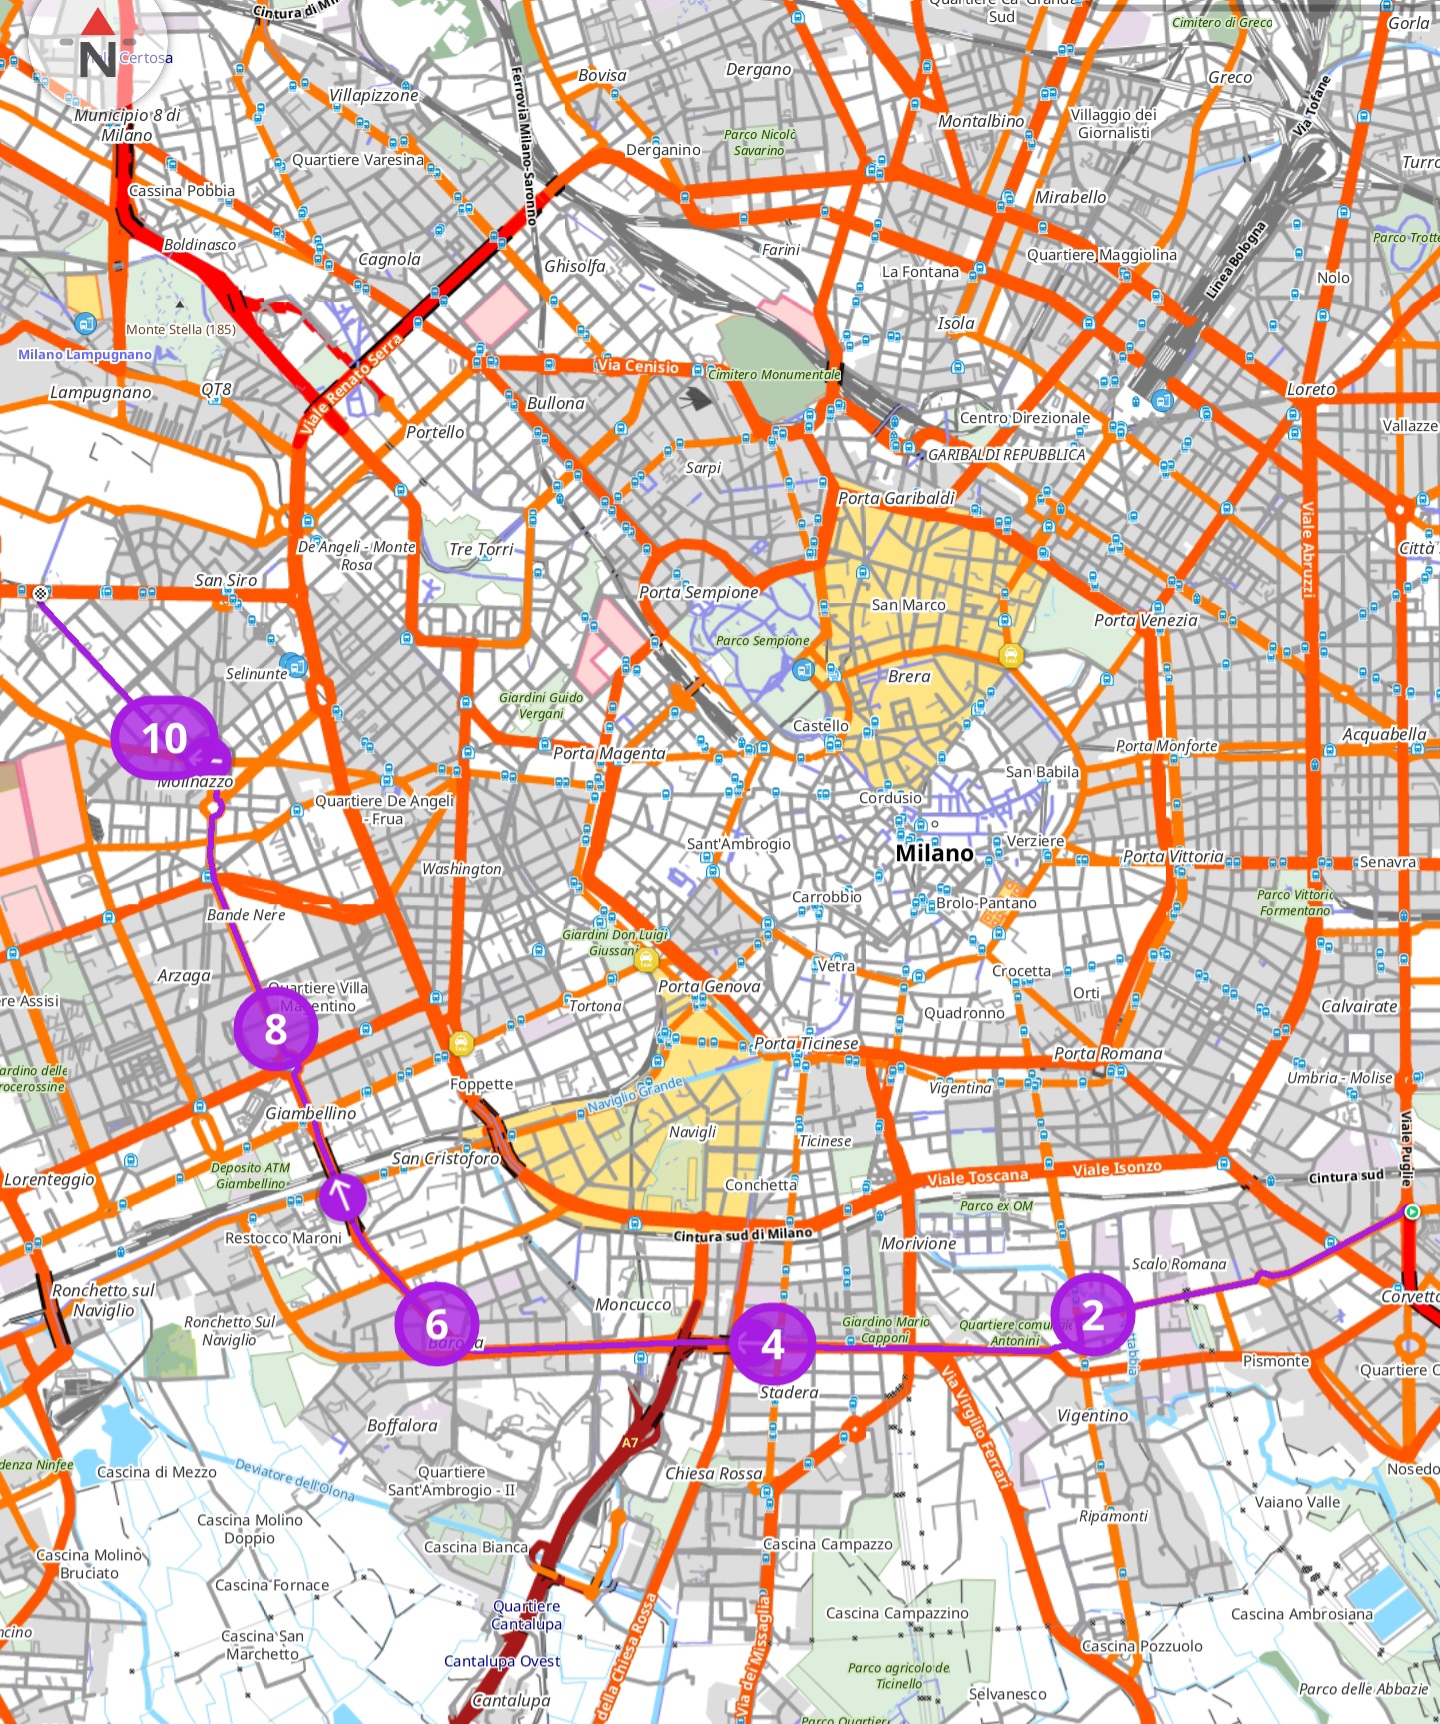 Cintura di Mi
Quartiere Ca' Granda
Sud
Cimitero di Greco
Gorla
N
Certosa
Bovisa
Dergano
Greco
Villapizzone
Ferrovia Milano-Saronno
Via Tofane
Municipio 8 di
Milano
Montalbino
Villaggio dei
Giornalisti
Parco Nicolò
Savarino
Quartiere Varesina
Derganino
Turro
Cassina Pobbia
Mirabello
Boldinasco
Cagnola
Ghisolfa
Farini
La Fontana
Quartiere Maggiolina
Linea Bologna
Parco Trotte
Nolo
Monte Stella (185)
Isola
Milano Lampugnano
Viale Renato Serra
Via Cenisio
Cimitero Monumentale
Lampugnano
QT8
Bullona
Loreto
Portello
Centro Direzionale
Vallazze
Sarpi
GARIBALDI REPUBBLICA
Porta Garibaldi
Viale Abruzzi
De Angeli - Monte
Rosa
Tre Torri
Città
San Siro
Porta Sempione
San Marco
Porta Venezia
Parco Sempione
Selinunte
Brera
Giardini Guido
Vergani
Castello
10
Porta Magenta
Porta Monforte
Acquabella
Molinazzo
San Babila
Quartiere De Angeli
- Frua
Cordusio
Sant'Ambrogio
Milano
Verziere
Porta Vittoria
Senavra
Washington
Carrobbio
Brolo-Pantano
Parco Vittorio
Formentano
Bande Nere
Giardini Don Luigi
Giussani
TAXI
Arzaga
Vetra
Crocetta
Quartiere Villa
Magentino
Porta Genova
Orti
ere Assisi
Tortona
Quadronno
Calvairate
8
Porta Ticinese
Porta Romana
ardino delle
rocerossine
Foppette
Naviglio Grande
Vigentina
Umbria - Molise
Giambellino
Navigli
Ticinese
Viale Puglie
San Cristoforo
Deposito ATM
Giambellino
Lorenteggio
Conchetta
Viale Toscana
Viale Isonzo
Cintura sud
Parco ex OM
Restocco Maroni
Cintura sud di Milano
Morivione
Scalo Romana
Ronchetto sul
Naviglio
Moncucco
Corvetto
Ronchetto Sul
Naviglio
6
4
2
Giardino Mario
Capponi
Quartiere comu
Antonini
Pismonte
Quartiere O
Stadera
Boffalora
Via Virgilio Ferrari
Vigentino
A7
denza Ninfee
Cascina di Mezzo
Deviatore dell'Olona
Quartiere
Sant'Ambrogio - II
Chiesa Rossa
Nosedo
Vaiano Valle
Cascina Molino
Doppio
Ripamonti
Cascina Molino
Bruciato
Cascina Bianca
Cascina Campazzo
Cascina Fornace
Quartiere
Cantalupa
Cascina Campazzino
Cascina Ambrosiana
ncino
Cascina San
Marchetto
della Chiesa Rossa
Via dei Missaglia
Cascina Pozzuolo
Cantalupa Ovest
Parco agricolo de
Ticinello
Cantalupa
Selvanesco
Parco delle Abbazie
Parco Quartier